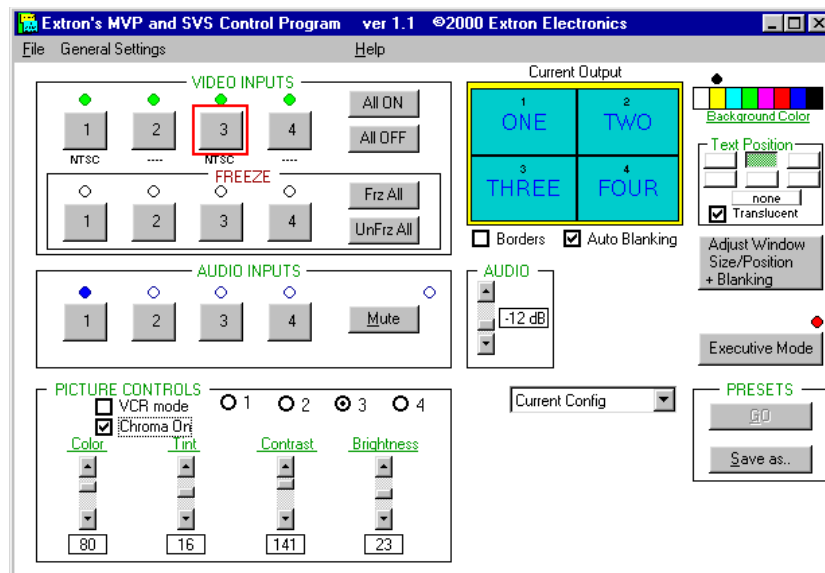 Extron's MVP and SVS Control Program ver 1.1 ©2000 Extron Electronics
File General Settings Help
VIDEO INPUTS
1 2 3 4
NTSC ---- NTSC ----
All ON
All OFF
FREEZE
1 2 3 4
Frz All
UnFrz All
Current Output
1
ONE
2
TWO
3
THREE
4
FOUR
Borders Auto Blanking
Background Color
Text Position
none
Translucent
Adjust Window
Size/Position
+ Blanking
AUDIO INPUTS
1 2 3 4
Mute
AUDIO
-12 dB
Executive Mode
PICTURE CONTROLS
VCR mode
Chroma On
1 2 3 4
Color Tint Contrast Brightness
80 16 141 23
Current Config
PRESETS
GO
Save as..